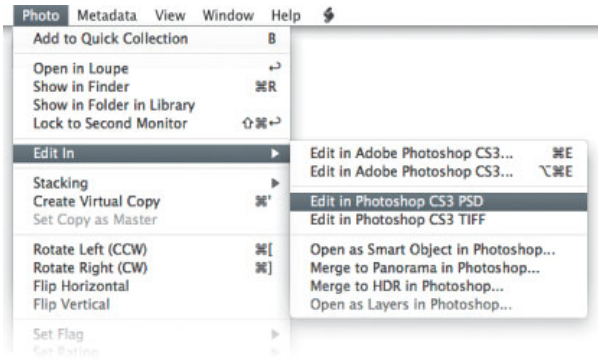 Photo Metadata View Window Help
Add to Quick Collection B
Open in Loupe ↩
Show in Finder ⌘R
Show in Folder in Library
Lock to Second Monitor ⇧⌘↩
Edit In ▶
Edit in Adobe Photoshop CS3... ⌘E
Edit in Adobe Photoshop CS3... ⌥⌘E
Edit in Photoshop CS3 PSD
Edit in Photoshop CS3 TIFF
Open as Smart Object in Photoshop...
Merge to Panorama in Photoshop...
Merge to HDR in Photoshop...
Open as Layers in Photoshop...
Stacking ▶
Create Virtual Copy ⌘'
Set Copy as Master
Rotate Left (CCW) ⌘[
Rotate Right (CW) ⌘]
Flip Horizontal
Flip Vertical
Set Flag ▶
Set Rating